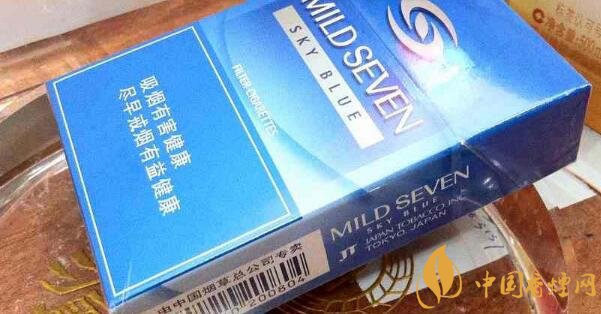 MILD SEVEN
SKY BLUE
FILTER CIGARETTES
吸烟有害健康
尽早戒烟有益健康
MILD SEVEN
SKY BLUE
JT JAPAN TOBACCO INC.
TOKYO, JAPAN
由中国烟草总公司专卖
200804
中国香烟网